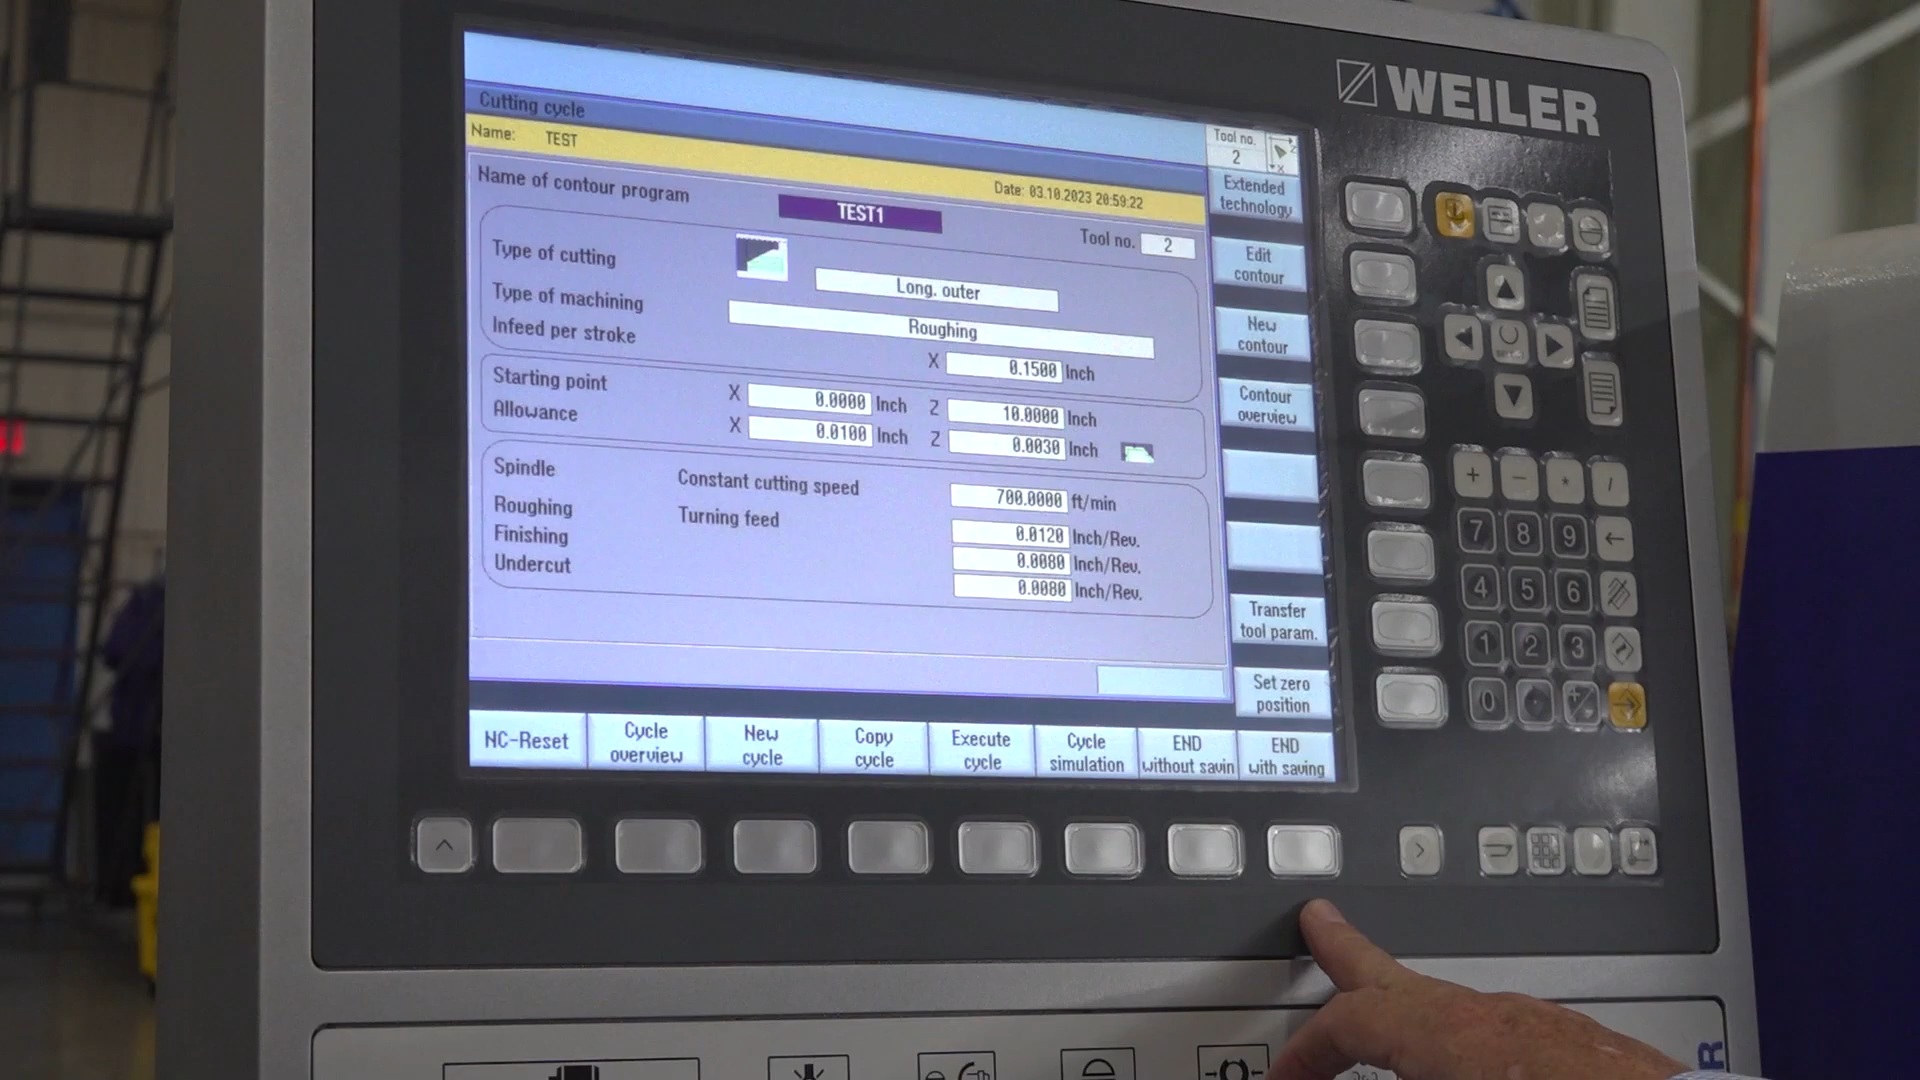 WEILER
Cutting cycle
Name: TEST
Date: 03.10.2023 20:59:22
Tool no.
2
Name of contour program TEST1
Tool no. 2
Type of cutting Long. outer
Type of machining Roughing
Infeed per stroke X 0.1500 Inch
Starting point X 0.0000 Inch Z 10.0000 Inch
Allowance X 0.0100 Inch Z 0.0030 Inch
Spindle Constant cutting speed 700.0000 ft/min
Roughing Turning feed 0.0120 Inch/Rev.
Finishing 0.0080 Inch/Rev.
Undercut 0.0080 Inch/Rev.
Extended
technology
Edit
contour
New
contour
Contour
overview
Transfer
tool param.
Set zero
position
NC-Reset
Cycle
overview
New
cycle
Copy
cycle
Execute
cycle
Cycle
simulation
END
without savin
END
with saving
+ - * /
7 8 9
4 5 6
1 2 3
0
R